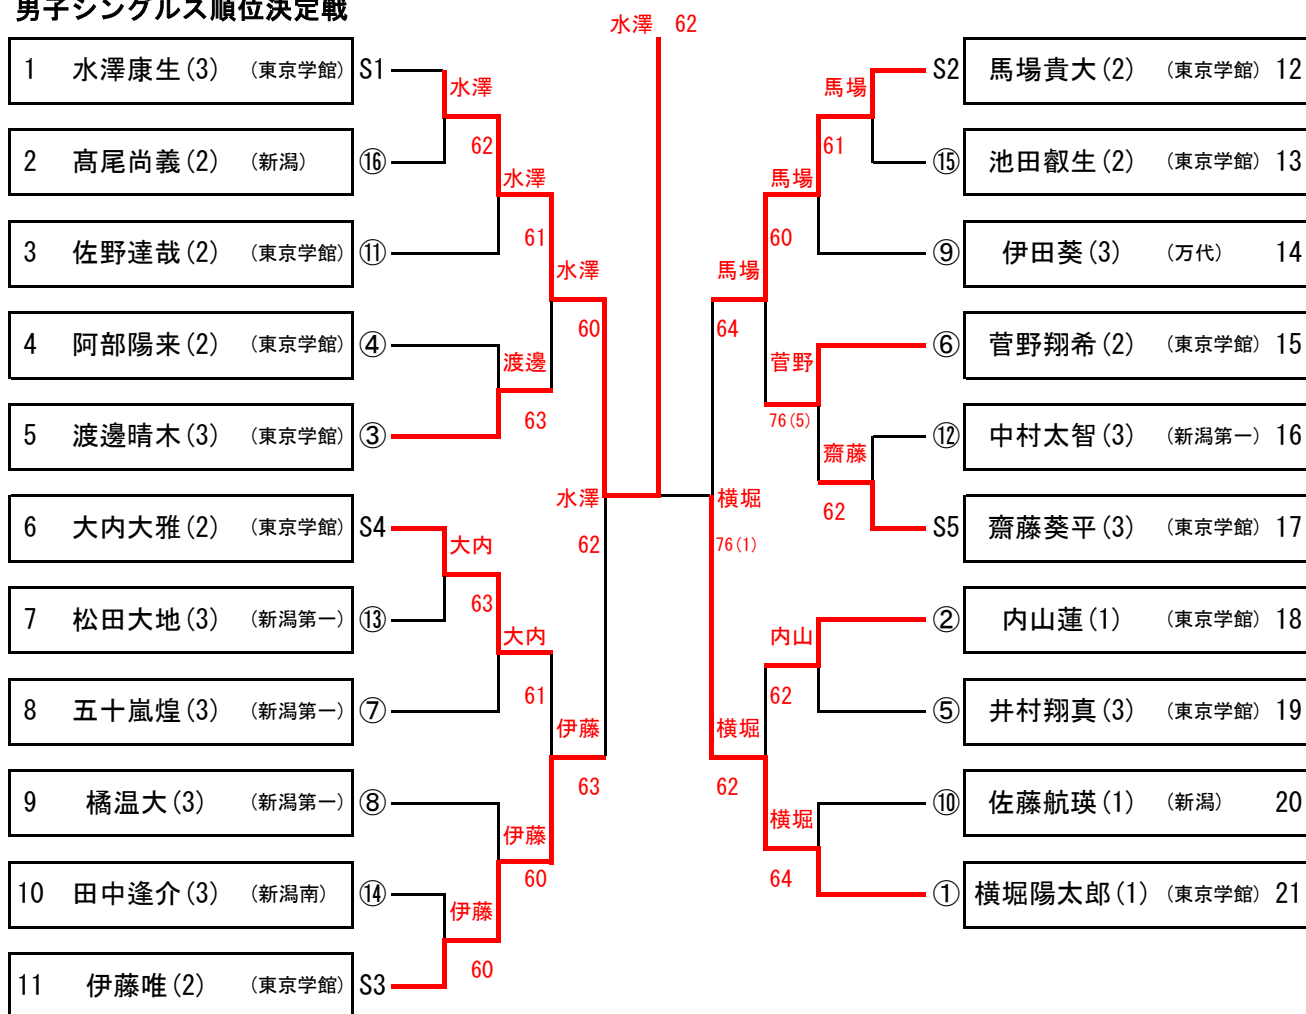 男子シングルス順位決定戦
水澤 62
1 水澤康生(3) (東京学館) S1
2 髙尾尚義(2) (新潟) ⑯
3 佐野達哉(2) (東京学館) ⑪
4 阿部陽来(2) (東京学館) ④
5 渡邊晴木(3) (東京学館) ③
6 大内大雅(2) (東京学館) S4
7 松田大地(3) (新潟第一) ⑬
8 五十嵐煌(3) (新潟第一) ⑦
9 橘温大(3) (新潟第一) ⑧
10 田中逢介(3) (新潟南) ⑭
11 伊藤唯(2) (東京学館) S3
水澤
62
水澤
61
水澤
60
渡邊
63
水澤
62
大内
63
大内
61
伊藤
63
伊藤
60
伊藤
60
馬場
61
馬場
60
馬場
64
菅野
76(5)
齋藤
62
横堀
76(1)
内山
62
横堀
62
横堀
64
S2 馬場貴大(2) (東京学館) 12
⑮ 池田叡生(2) (東京学館) 13
⑨ 伊田葵(3) (万代) 14
⑥ 菅野翔希(2) (東京学館) 15
⑫ 中村太智(3) (新潟第一) 16
S5 齋藤葵平(3) (東京学館) 17
② 内山蓮(1) (東京学館) 18
⑤ 井村翔真(3) (東京学館) 19
⑩ 佐藤航瑛(1) (新潟) 20
① 横堀陽太郎(1) (東京学館) 21